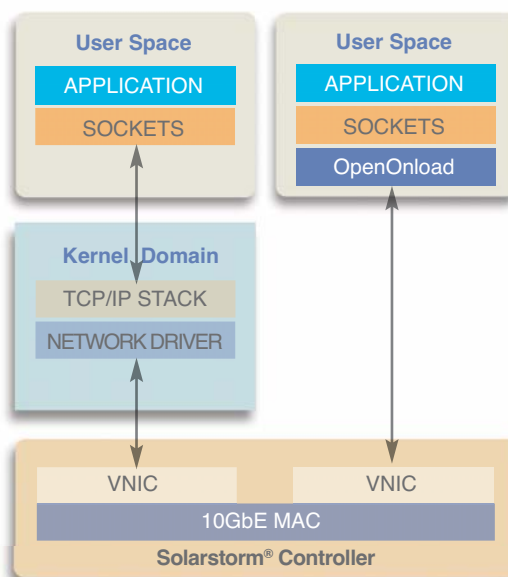 User Space
APPLICATION
SOCKETS
User Space
APPLICATION
SOCKETS
OpenOnload
Kernel Domain
TCP/IP STACK
NETWORK DRIVER
VNIC
VNIC
10GbE MAC
Solarstorm® Controller